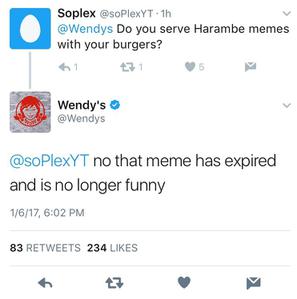 Soplex @soPlexYT · 1h
@Wendys Do you serve Harambe memes
with your burgers?
1 1 5
Wendy's
@Wendys
@soPlexYT no that meme has expired
and is no longer funny
1/6/17, 6:02 PM
83 RETWEETS 234 LIKES